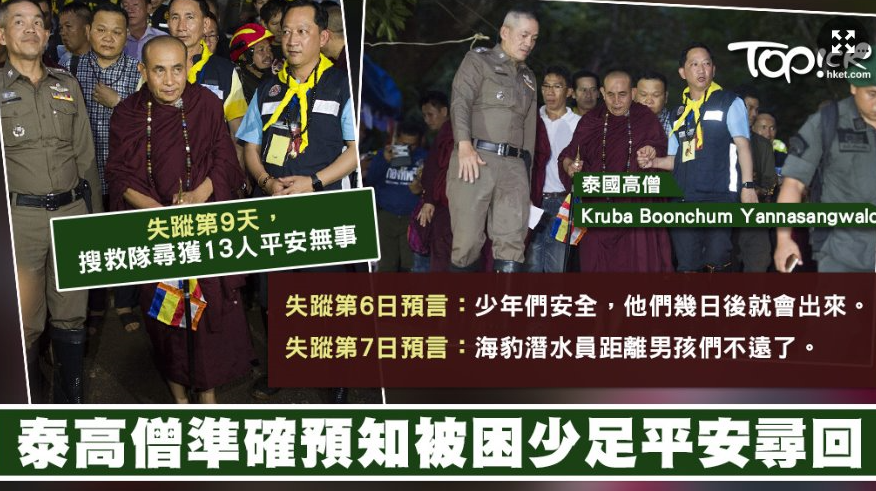 TOP!CK
hket.com
失蹤第9天，
搜救隊尋獲13人平安無事
泰國高僧
Kruba Boonchum Yannasangwalo
失蹤第6日預言：少年們安全，他們幾日後就會出來。
失蹤第7日預言：海豹潛水員距離男孩們不遠了。
泰高僧準確預知被困少足平安尋回